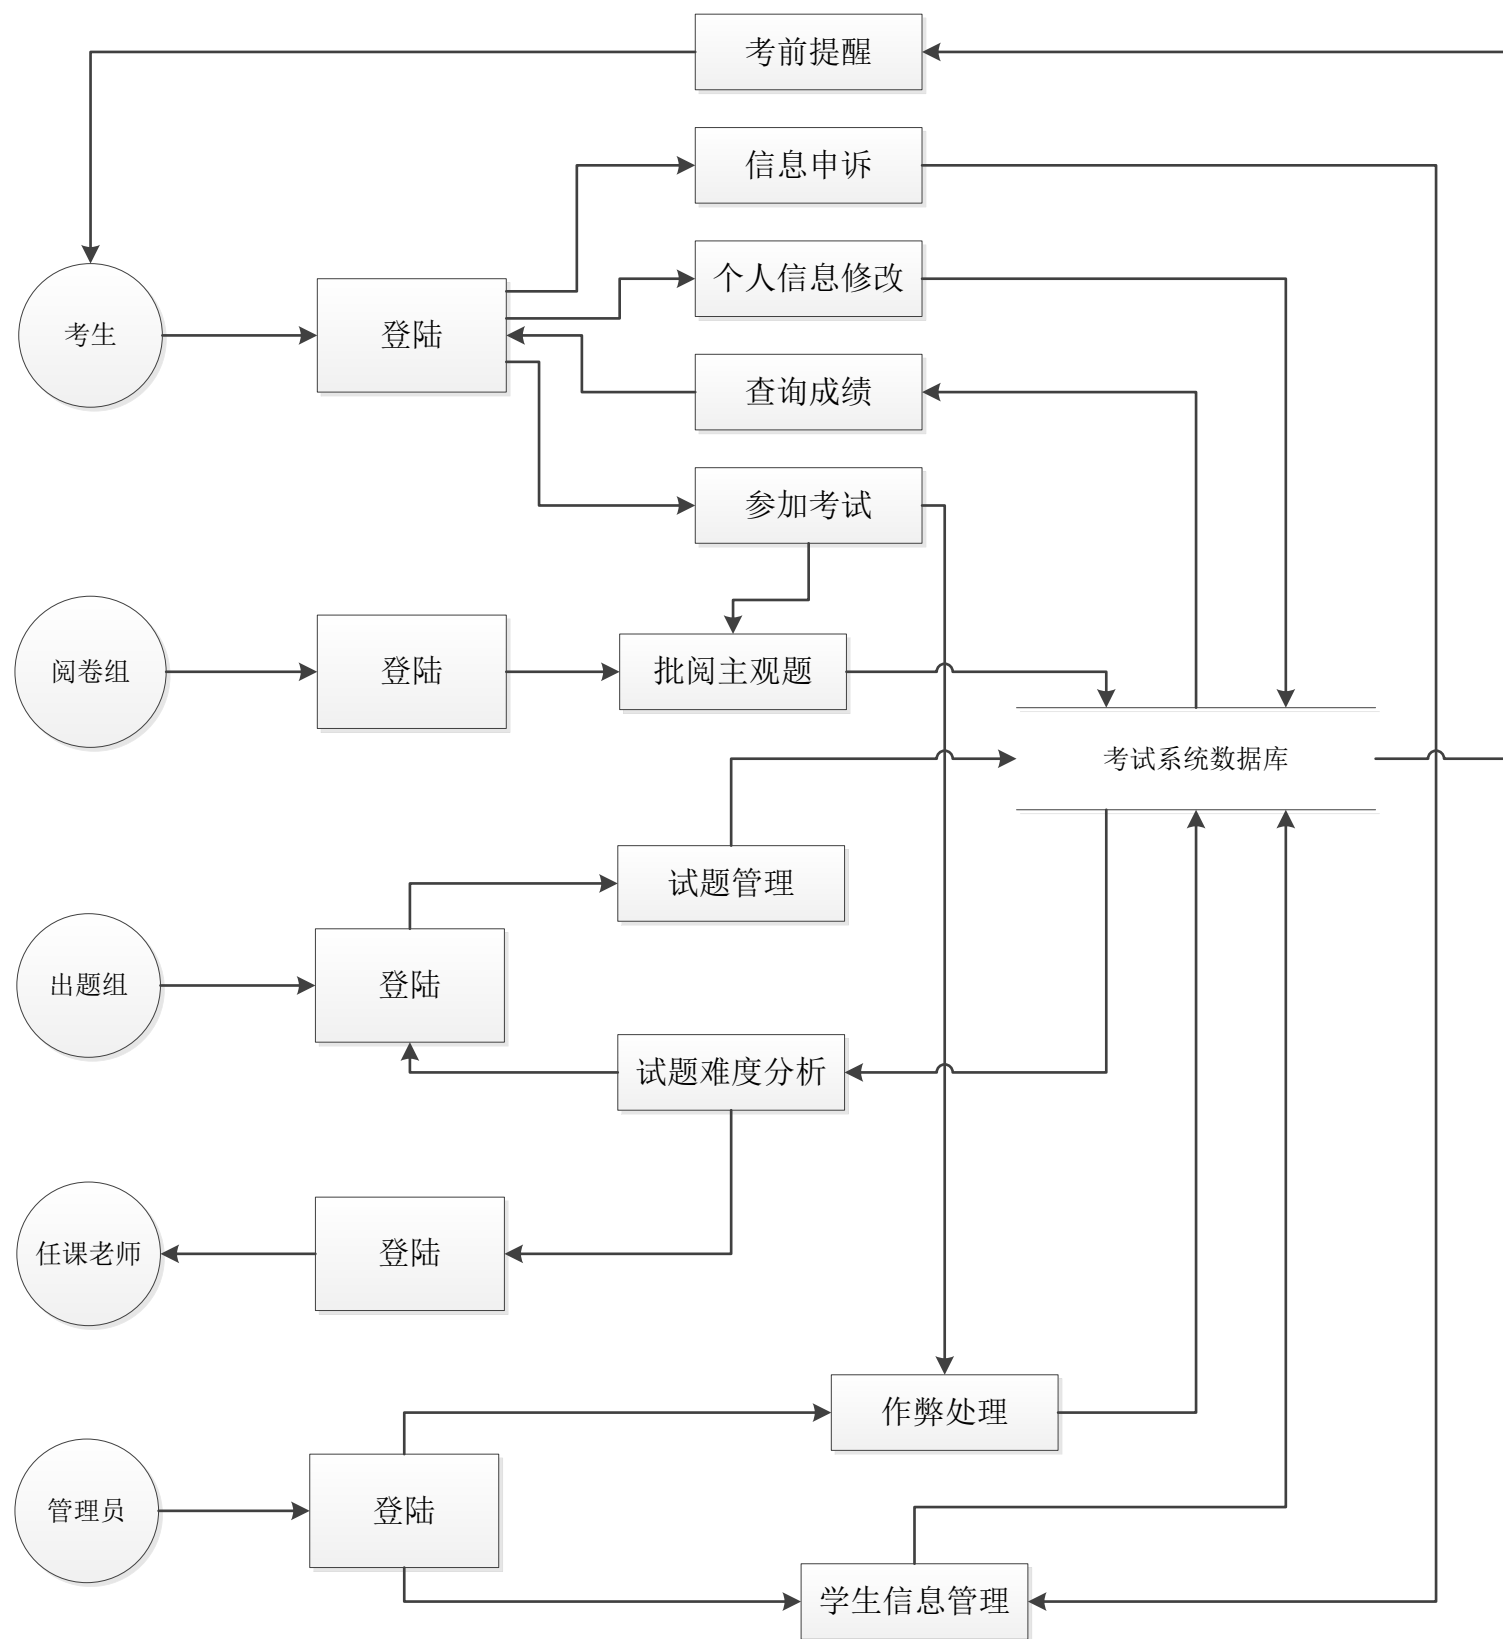 考前提醒
信息申诉
个人信息修改
考生
登陆
查询成绩
参加考试
阅卷组
登陆
批阅主观题
考试系统数据库
试题管理
出题组
登陆
试题难度分析
任课老师
登陆
作弊处理
管理员
登陆
学生信息管理